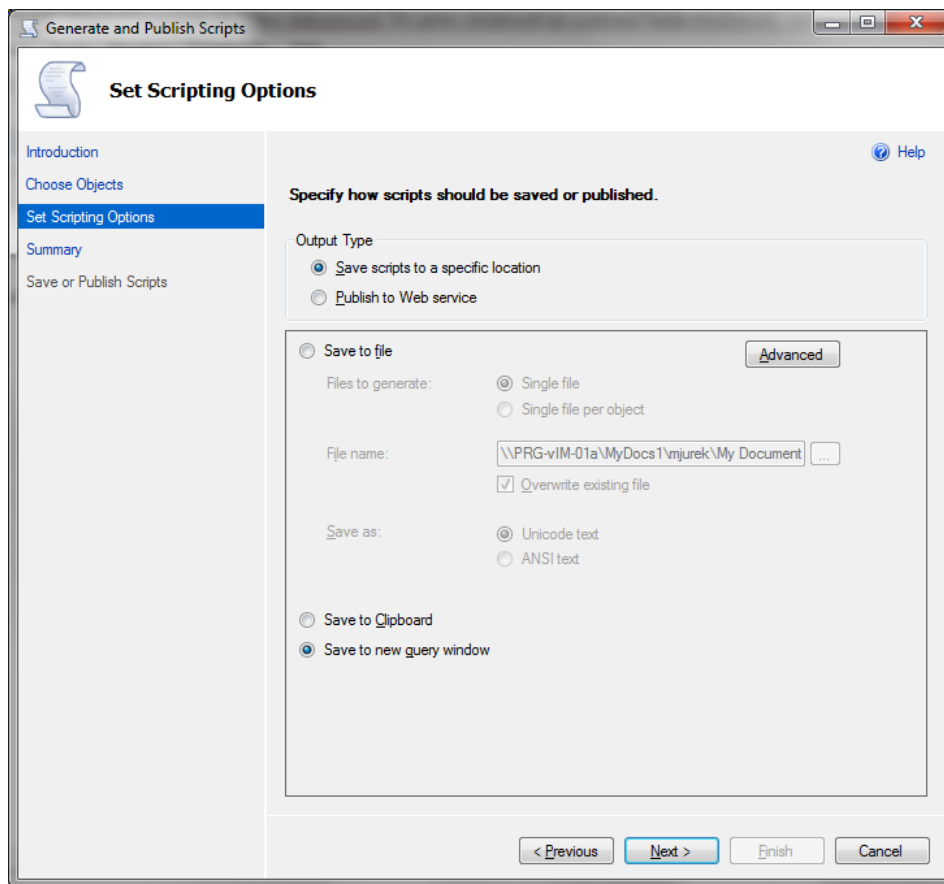 Generate and Publish Scripts
Set Scripting Options
Introduction
Choose Objects
Set Scripting Options
Summary
Save or Publish Scripts
Help
Specify how scripts should be saved or published.
Output Type
Save scripts to a specific location
Publish to Web service
Save to file
Advanced
Files to generate:
Single file
Single file per object
File name:
\\PRG-vIM-01a\MyDocs1\mjurek\My Document
...
Overwrite existing file
Save as:
Unicode text
ANSI text
Save to Clipboard
Save to new query window
< Previous
Next >
Finish
Cancel